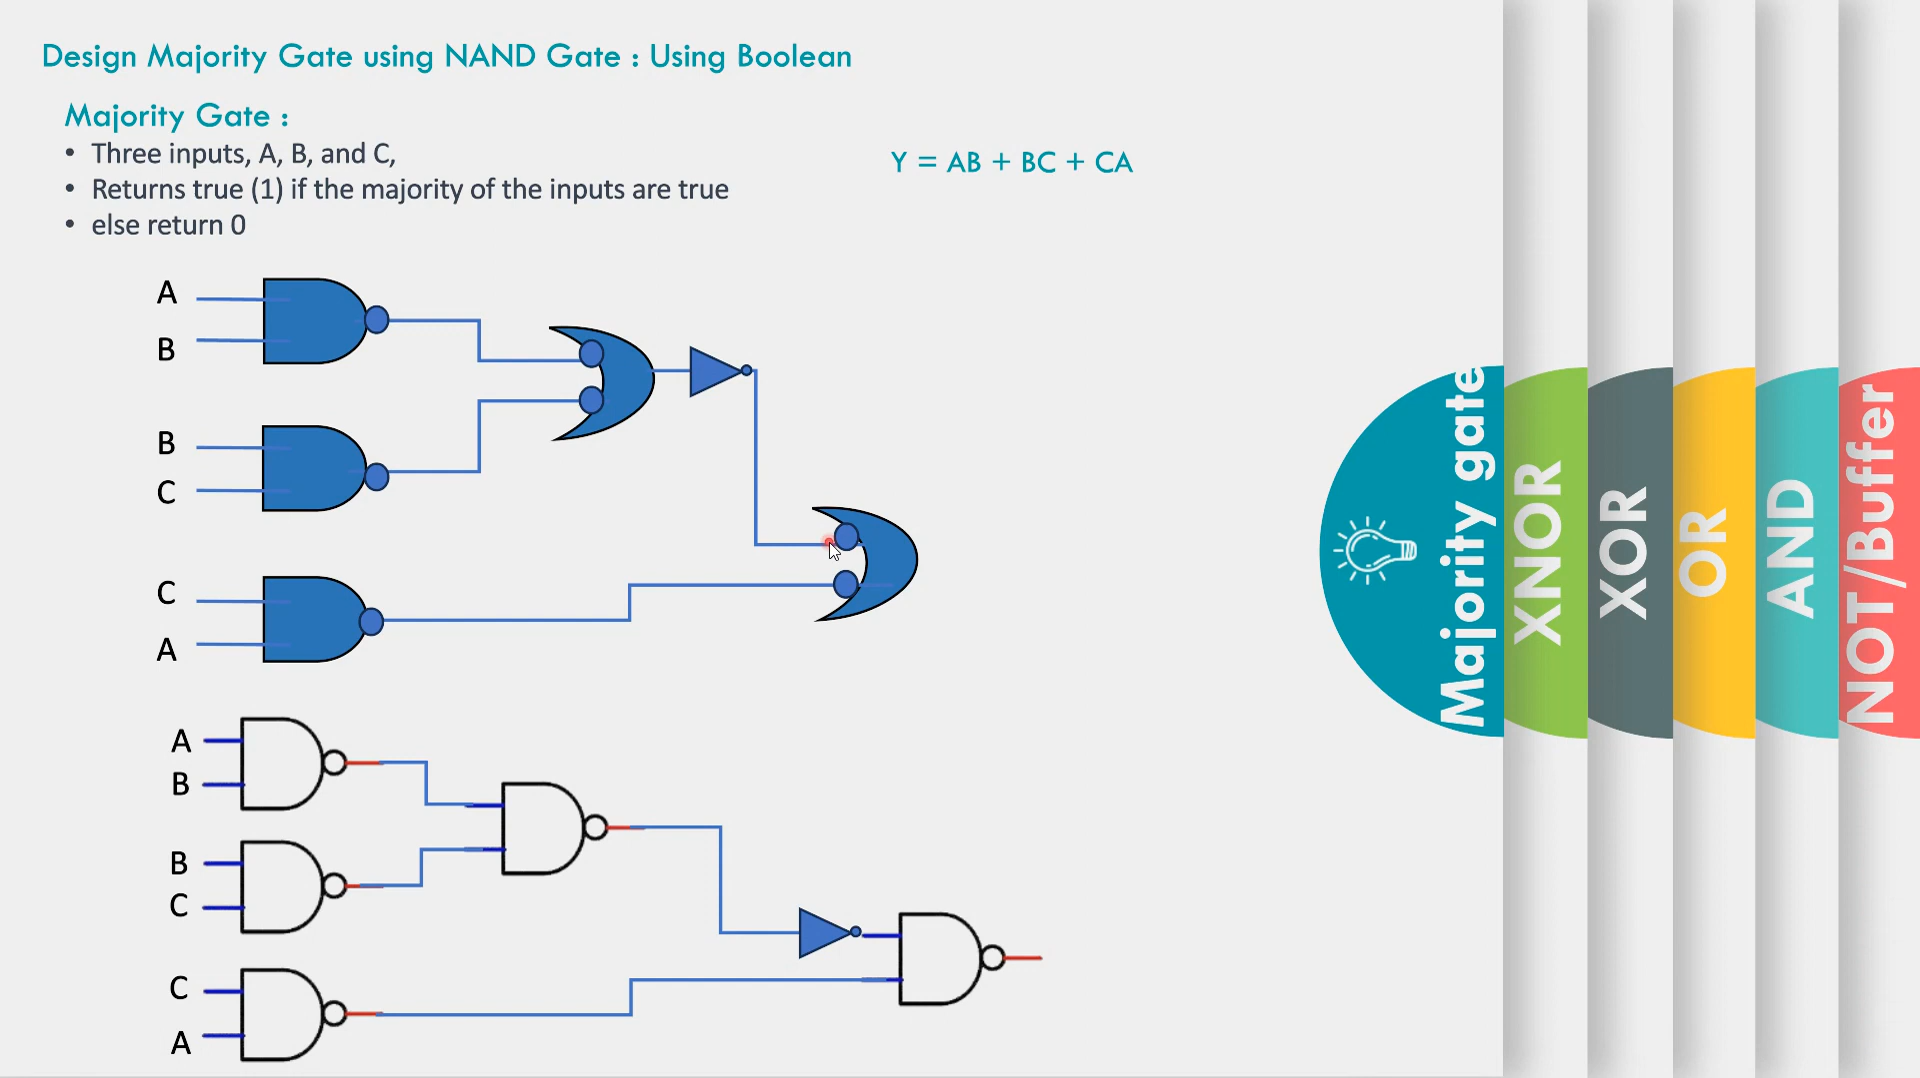 Design Majority Gate using NAND Gate : Using Boolean
Majority Gate :
• Three inputs, A, B, and C,
• Returns true (1) if the majority of the inputs are true
• else return 0
Y = AB + BC + CA
A
B
B
C
C
A
A
B
B
C
C
A
Majority gate
XNOR
XOR
OR
AND
NOT/Buffer